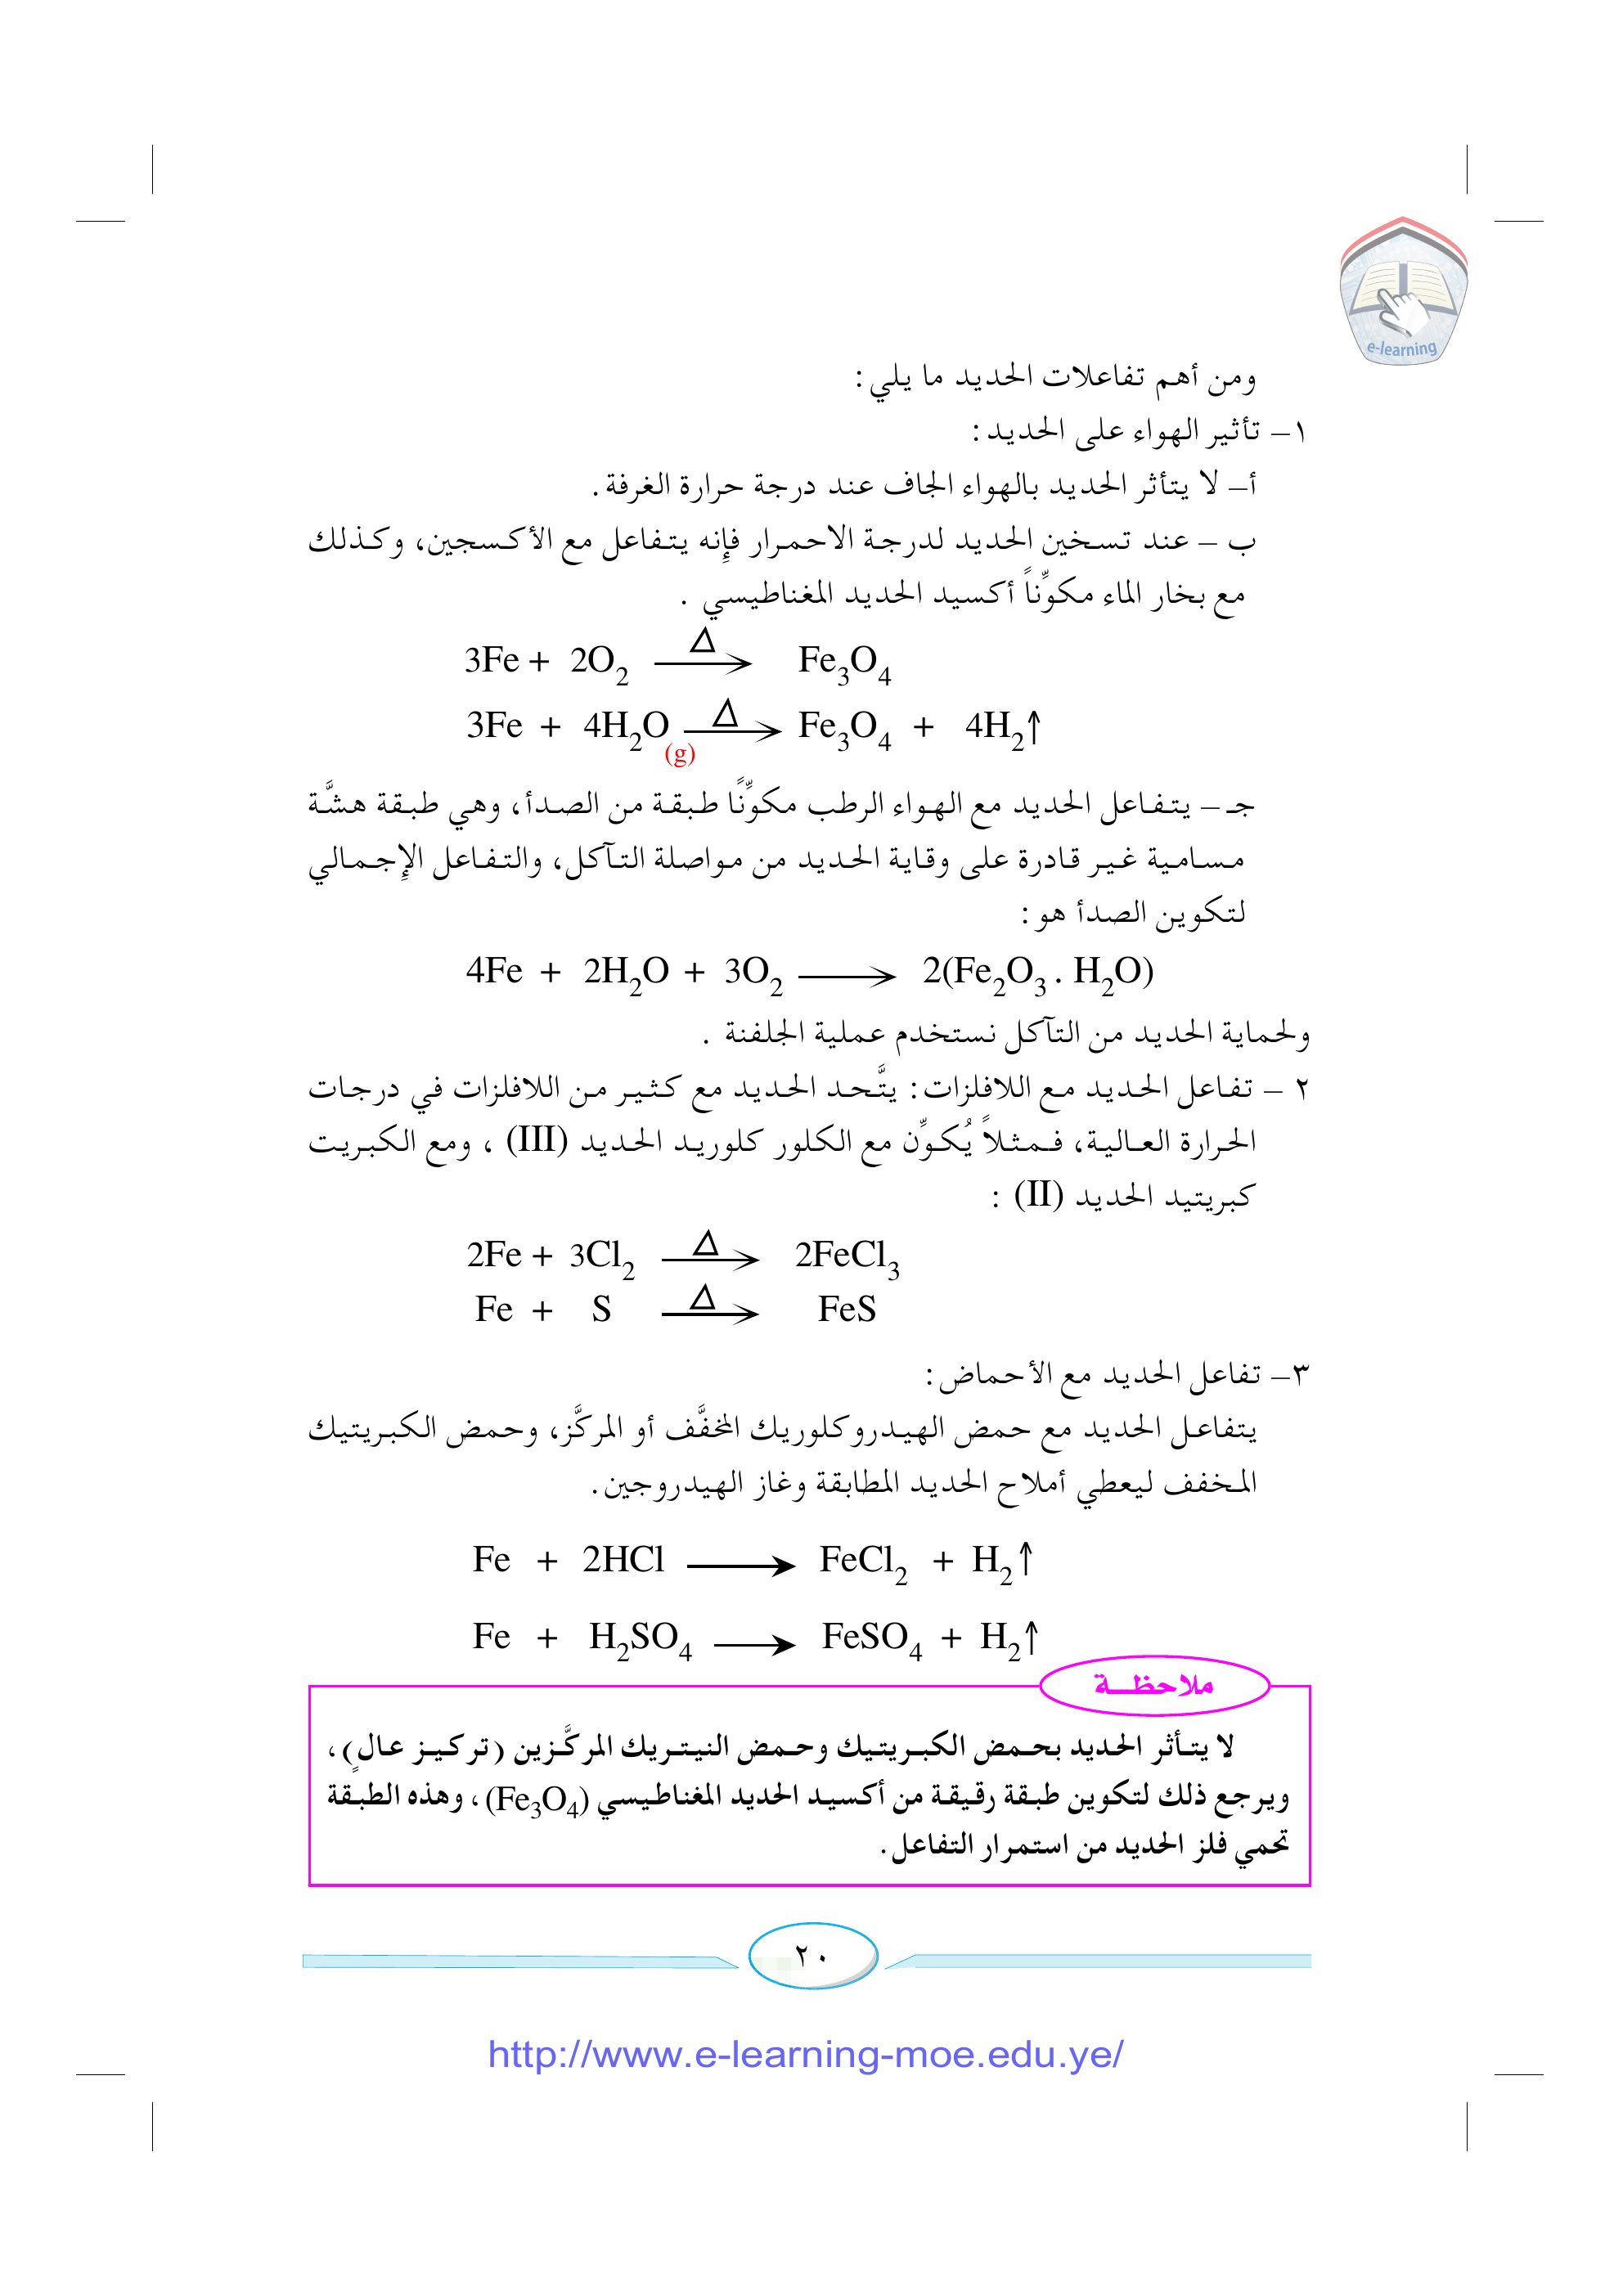 e-learning
ومن أهم تفاعلات الحديد ما يلي:
١– تأثير الهواء على الحديد:
أ– لا يتأثر الحديد بالهواء الجاف عند درجة حرارة الغرفة.
ب – عند تسخين الحديد لدرجة الاحمرار فإنه يتفاعل مع الأكسجين، وكذلك
مع بخار الماء مكوِّناً أكسيد الحديد المغناطيسي .
3Fe + 2O₂ —Δ→ Fe₃O₄
3Fe + 4H₂O(g) —Δ→ Fe₃O₄ + 4H₂↑
جـ – يتفاعل الحديد مع الهواء الرطب مكوِّنًا طبقة من الصدأ، وهي طبقة هشَّة
مسامية غير قادرة على وقاية الحديد من مواصلة التآكل، والتفاعل الإجمالي
لتكوين الصدأ هو:
4Fe + 2H₂O + 3O₂ ⟶ 2(Fe₂O₃ . H₂O)
ولحماية الحديد من التآكل نستخدم عملية الجلفنة .
٢ – تفاعل الحديد مع اللافلزات: يتَّحد الحديد مع كثير من اللافلزات في درجات
الحرارة العالية، فمثلاً يُكوِّن مع الكلور كلوريد الحديد (III) ، ومع الكبريت
كبريتيد الحديد (II) :
2Fe + 3Cl₂ —Δ→ 2FeCl₃
Fe + S —Δ→ FeS
٣– تفاعل الحديد مع الأحماض:
يتفاعل الحديد مع حمض الهيدروكلوريك المخفَّف أو المركَّز، وحمض الكبريتيك
المخفف ليعطي أملاح الحديد المطابقة وغاز الهيدروجين.
Fe + 2HCl ⟶ FeCl₂ + H₂↑
Fe + H₂SO₄ ⟶ FeSO₄ + H₂↑
ملاحظـــة
لا يتأثر الحديد بحمض الكبريتيك وحمض النيتريك المركَّزين (تركيز عالٍ)،
ويرجع ذلك لتكوين طبقة رقيقة من أكسيد الحديد المغناطيسي (Fe₃O₄)، وهذه الطبقة
تحمي فلز الحديد من استمرار التفاعل.
٢٠
http://www.e-learning-moe.edu.ye/